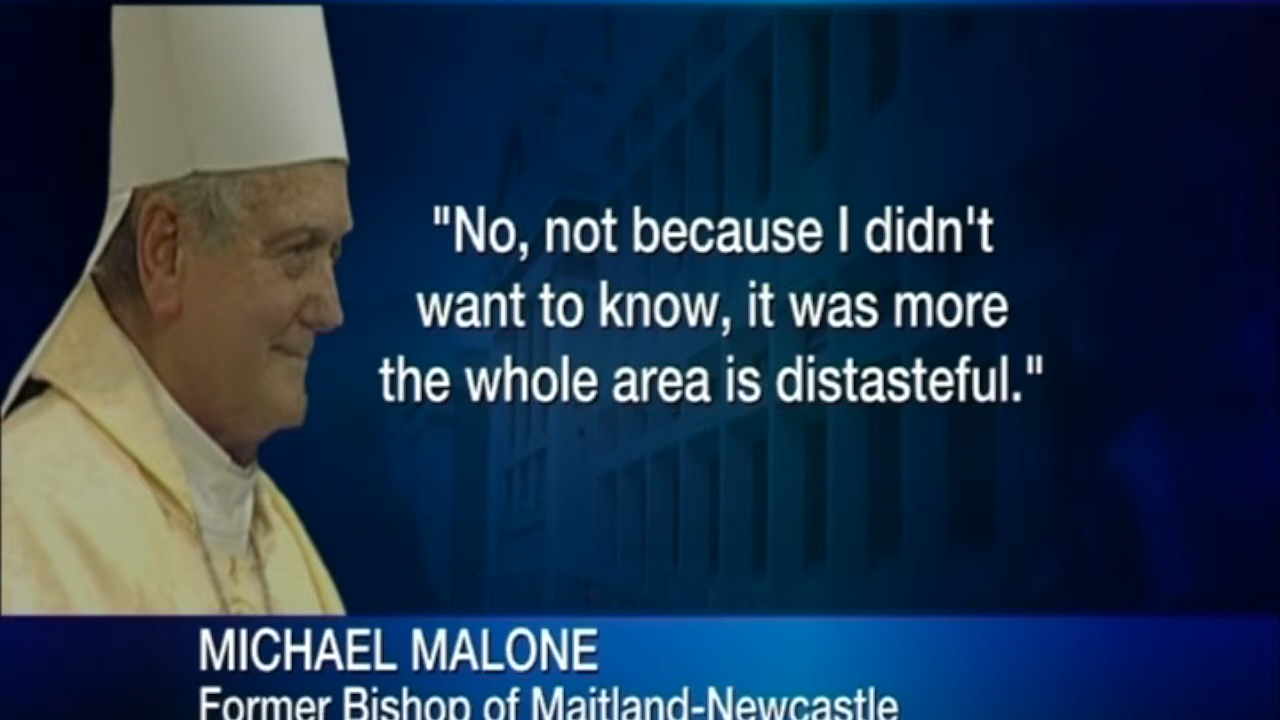 "No, not because I didn't
want to know, it was more
the whole area is distasteful."
MICHAEL MALONE
Former Bishop of Maitland-Newcastle